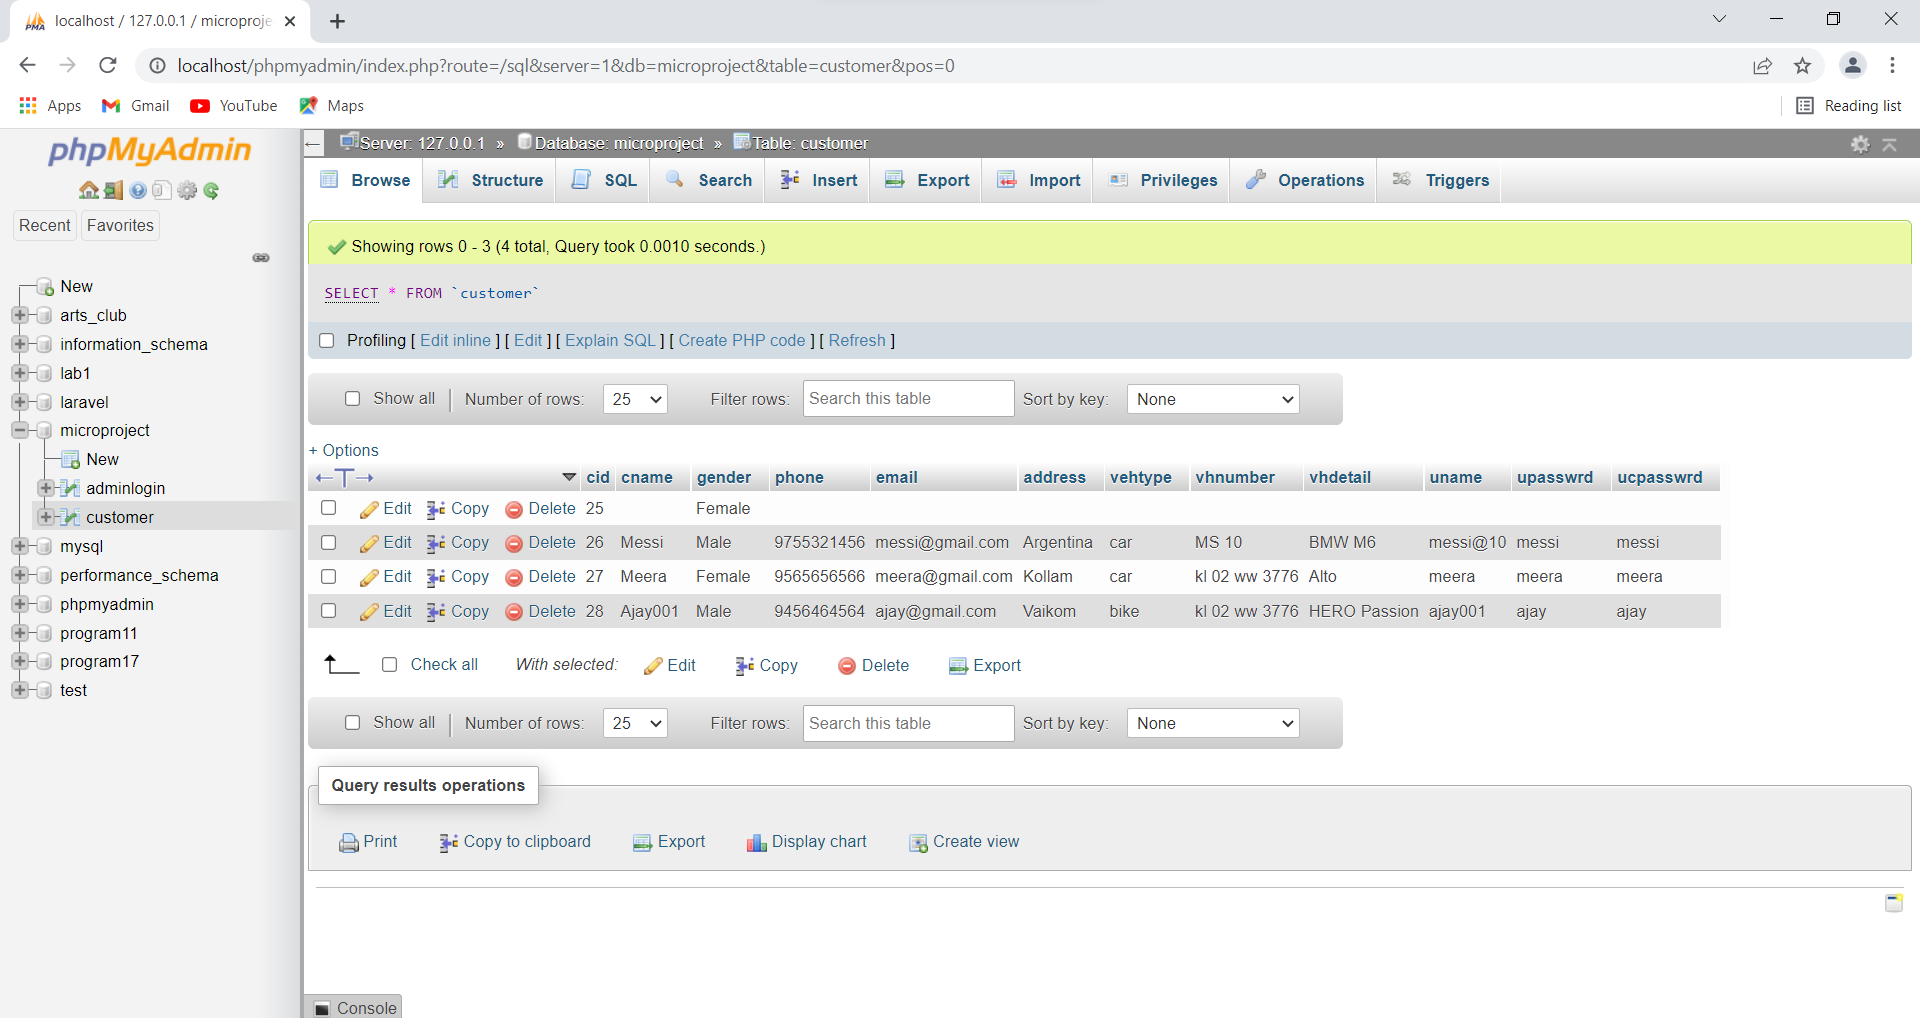 localhost / 127.0.0.1 / microproje
localhost/phpmyadmin/index.php?route=/sql&server=1&db=microproject&table=customer&pos=0
Apps Gmail YouTube Maps Reading list
phpMyAdmin
Recent Favorites
New
arts_club
information_schema
lab1
laravel
microproject
New
adminlogin
customer
mysql
performance_schema
phpmyadmin
program11
program17
test
Server: 127.0.0.1 » Database: microproject » Table: customer
Browse Structure SQL Search Insert Export Import Privileges Operations Triggers
Showing rows 0 - 3 (4 total, Query took 0.0010 seconds.)
SELECT * FROM `customer`
Profiling [ Edit inline ] [ Edit ] [ Explain SQL ] [ Create PHP code ] [ Refresh ]
Show all Number of rows: 25 Filter rows: Search this table Sort by key: None
+ Options
←T→ cid cname gender phone email address vehtype vhnumber vhdetail uname upasswrd ucpasswrd
Edit Copy Delete 25 Female
Edit Copy Delete 26 Messi Male 9755321456 messi@gmail.com Argentina car MS 10 BMW M6 messi@10 messi messi
Edit Copy Delete 27 Meera Female 9565656566 meera@gmail.com Kollam car kl 02 ww 3776 Alto meera meera meera
Edit Copy Delete 28 Ajay001 Male 9456464564 ajay@gmail.com Vaikom bike kl 02 ww 3776 HERO Passion ajay001 ajay ajay
Check all With selected: Edit Copy Delete Export
Show all Number of rows: 25 Filter rows: Search this table Sort by key: None
Query results operations
Print Copy to clipboard Export Display chart Create view
Console